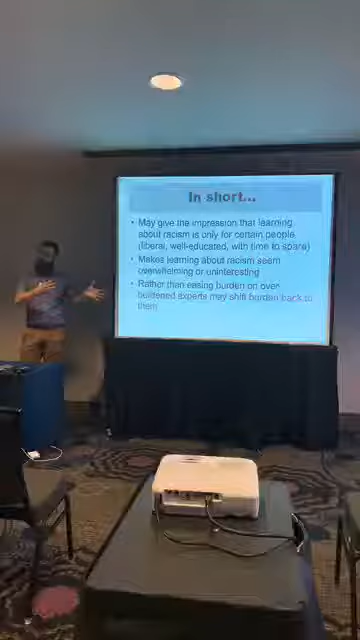 In short...
• May give the impression that learning
about racism is only for certain people
(liberal, well-educated, with time to spare)
• Makes learning about racism seem
overwhelming or uninteresting
• Rather than easing burden on over
burdened experts may shift burden back to
them